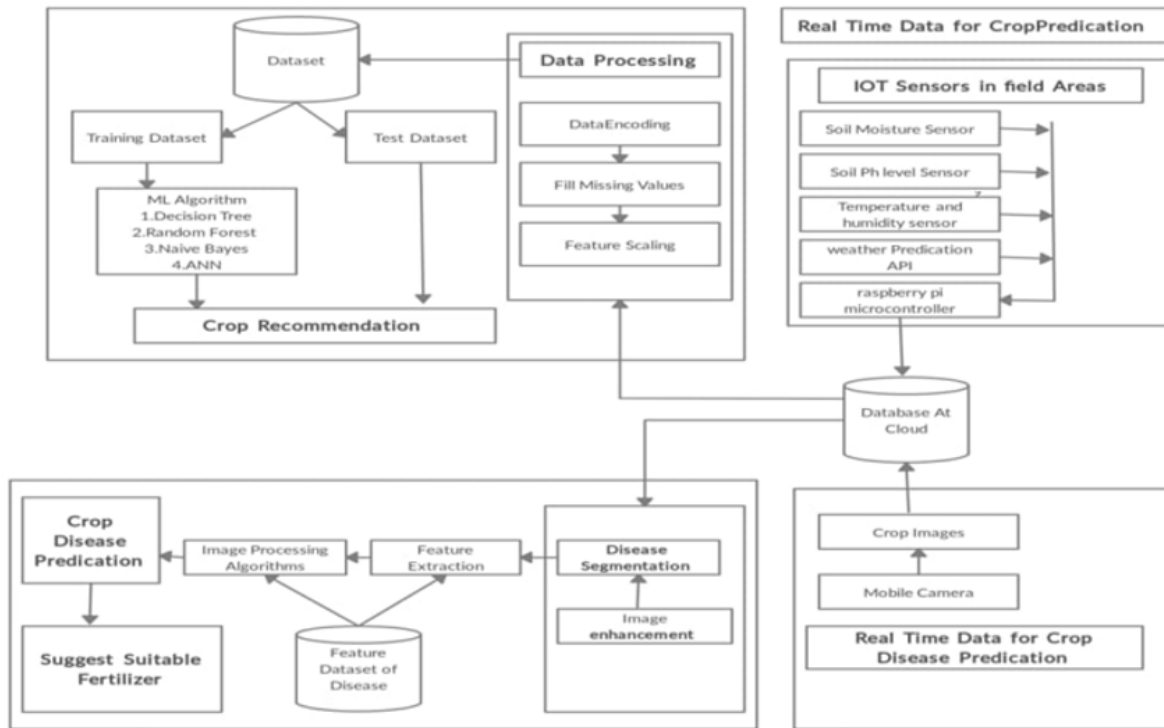 Dataset
Training Dataset
Test Dataset
ML Algorithm
1.Decision Tree
2.Random Forest
3.Naive Bayes
4.ANN
Crop Recommendation
Data Processing
DataEncoding
Fill Missing Values
Feature Scaling
Real Time Data for CropPredication
IOT Sensors in field Areas
Soil Moisture Sensor
Soil Ph level Sensor
Temperature and
humidity sensor
weather Predication
API
raspberry pi
microcontroller
Database At
Cloud
Crop
Disease
Predication
Image Processing
Algorithms
Feature
Extraction
Disease
Segmentation
Image
enhancement
Suggest Suitable
Fertilizer
Feature
Dataset of
Disease
Crop Images
Mobile Camera
Real Time Data for Crop
Disease Predication